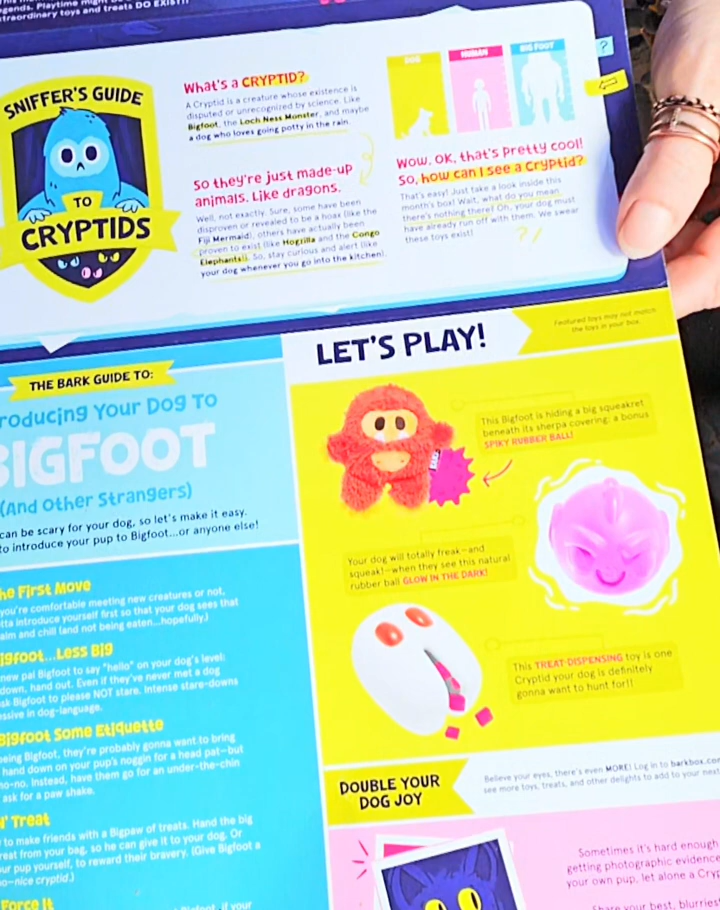 egends. Playtime might
traordinary toys and treats DO EXIST!
SNIFFER'S GUIDE
TO
CRYPTIDS
What's a CRYPTID?
A Cryptid is a creature whose existence is
disputed or unrecognized by science. Like
Bigfoot, the Loch Ness Monster, and maybe
a dog who loves going potty in the rain.
So they're just made-up
animals. Like dragons.
Well, not exactly. Sure, some have been
disproven or revealed to be a hoax (like the
Fiji Mermaid), others have actually been
proven to exist (like Hogzilla and the Congo
Elephants!). So, stay curious and alert (like
your dog whenever you go into the kitchen).
DOG
HUMAN
BIG FOOT
?
Wow. OK, that's pretty cool!
So, how can I see a Cryptid?
That's easy! Just take a look inside this
month's box! Wait, what do you mean
there's nothing there? Oh, your dog must
have already run off with them. We swear
these toys exist!
?!
THE BARK GUIDE TO:
roducing Your Dog To
BIGFOOT
(And Other Strangers)
can be scary for your dog, so let's make it easy.
to introduce your pup to Bigfoot...or anyone else!
he First Move
you're comfortable meeting new creatures or not,
otta introduce yourself first so that your dog sees that
alm and chill (and not being eaten...hopefully.)
igfoot...Less Big
new pal Bigfoot to say "hello" on your dog's level:
down, hand out. Even if they've never met a dog
sk Bigfoot to please NOT stare. Intense stare-downs
ssive in dog-language.
Bigfoot Some Etiquette
being Bigfoot, they're probably gonna want to bring
hand down on your pup's noggin for a head pat—but
no-no. Instead, have them go for an under-the-chin
ask for a paw shake.
N' Treat
to make friends with a Bigpaw of treats. Hand the big
reat from your bag, so he can give it to your dog. Or
ur pup yourself, to reward their bravery. (Give Bigfoot a
o-nice cryptid.)
Force It
LET'S PLAY!
Featured toys may not match
the toys in your box.
This Bigfoot is hiding a big squeakret
beneath its sherpa covering: a bonus
SPIKY RUBBER BALL!
Your dog will totally freak—and
squeak!—when they see this natural
rubber ball GLOW IN THE DARK!
This TREAT-DISPENSING toy is one
Cryptid your dog is definitely
gonna want to hunt for!!
DOUBLE YOUR
DOG JOY
Believe your eyes, there's even MORE! Log in to barkbox.com
see more toys, treats, and other delights to add to your next
Sometimes it's hard enough
getting photographic evidence
your own pup, let alone a Cryp
Share your best, blurries